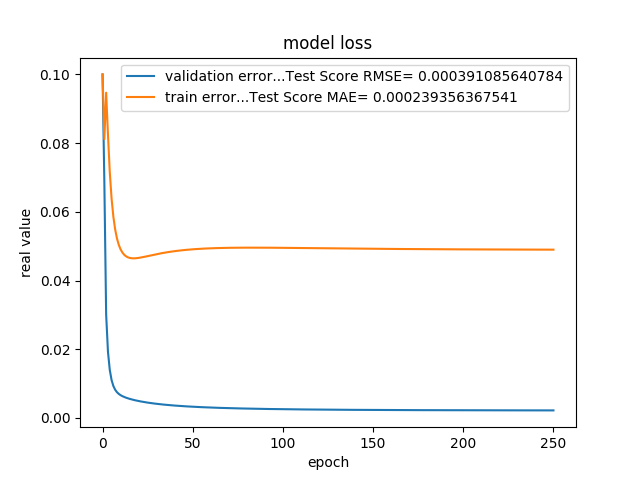 model loss
validation error...Test Score RMSE= 0.000391085640784
train error...Test Score MAE= 0.000239356367541
real value
0.10
0.08
0.06
0.04
0.02
0.00
0 50 100 150 200 250
epoch